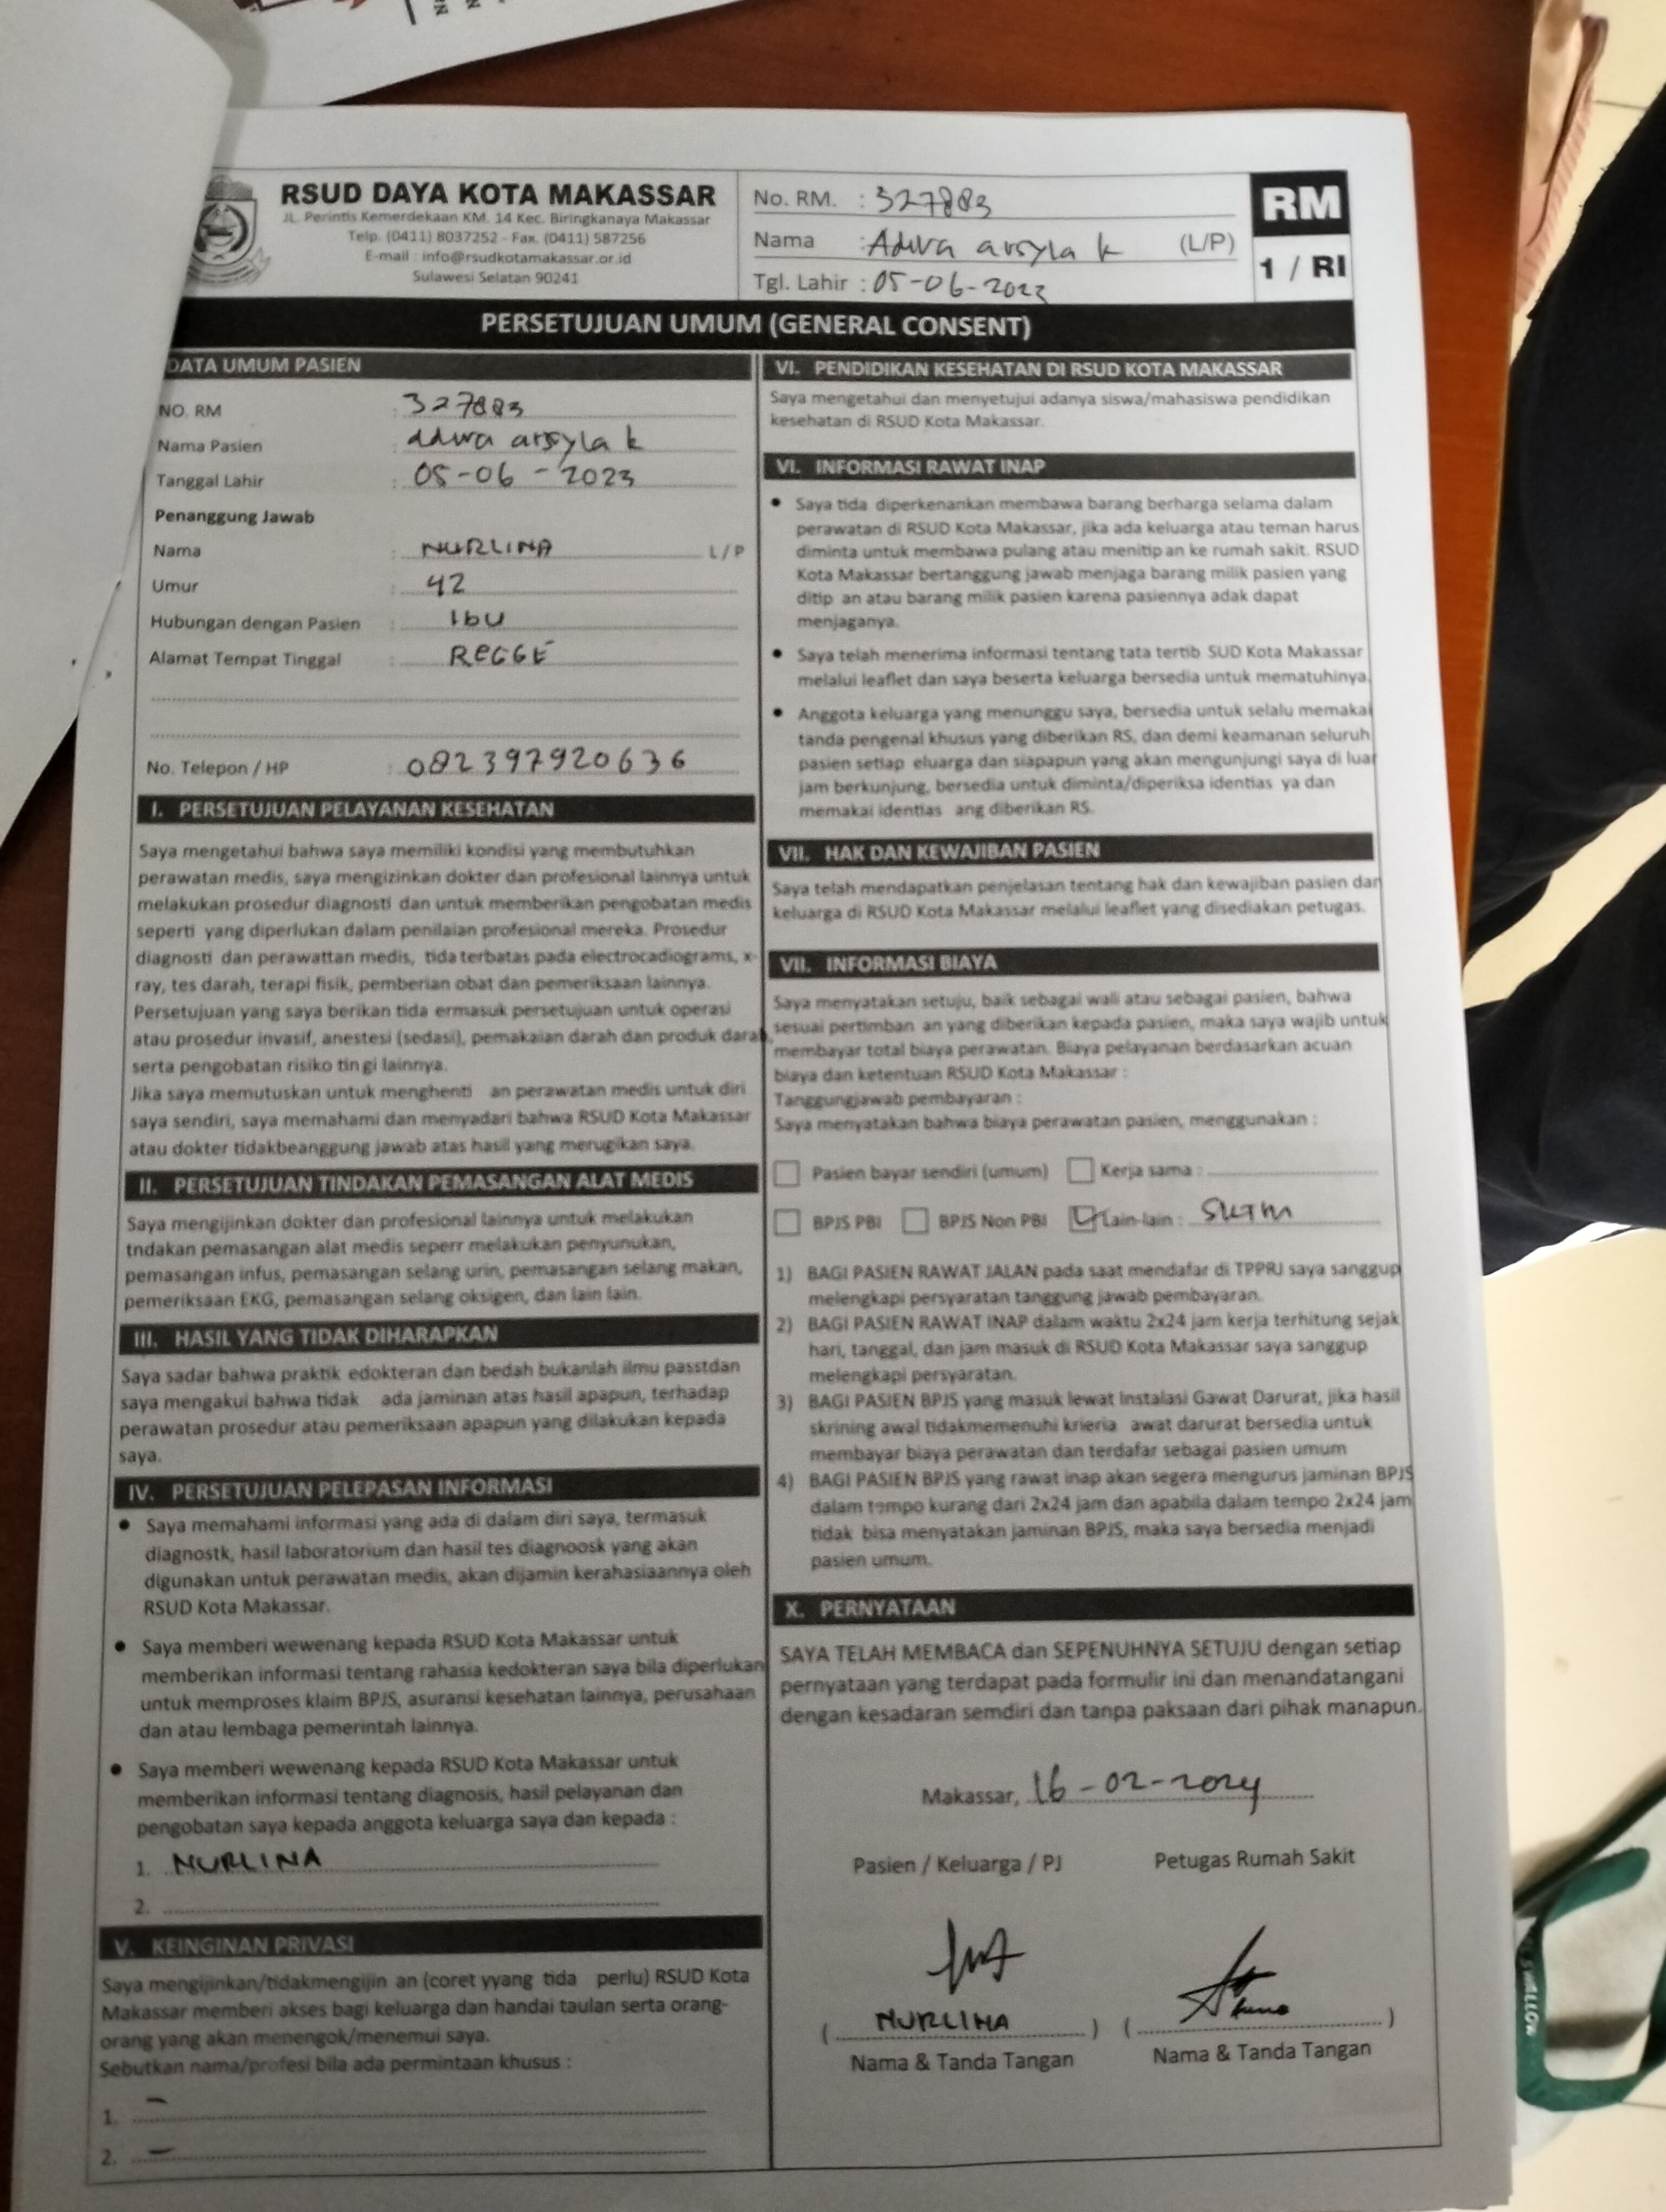 RSUD DAYA KOTA MAKASSAR
JL. Perintis Kemerdekaan KM. 14 Kec. Biringkanaya Makassar
Telp. (0411) 8037252 - Fax. (0411) 587256
E-mail : info@rsudkotamakassar.or.id
Sulawesi Selatan 90241
No. RM. : 327883
Nama : Adwa arsyla k (L/P)
Tgl. Lahir : 05-06-2023
RM
1 / RI
PERSETUJUAN UMUM (GENERAL CONSENT)
DATA UMUM PASIEN
NO. RM : 327883
Nama Pasien : adwa arsyla k
Tanggal Lahir : 05-06-2023
Penanggung Jawab
Nama : NURLINA L/P
Umur : 42
Hubungan dengan Pasien : IBU
Alamat Tempat Tinggal : REGGE
No. Telepon / HP : 082397920636
I. PERSETUJUAN PELAYANAN KESEHATAN
Saya mengetahui bahwa saya memiliki kondisi yang membutuhkan
perawatan medis, saya mengizinkan dokter dan profesional lainnya untuk
melakukan prosedur diagnosti dan untuk memberikan pengobatan medis
seperti yang diperlukan dalam penilaian profesional mereka. Prosedur
diagnosti dan perawattan medis, tida terbatas pada electrocadiograms, x-
ray, tes darah, terapi fisik, pemberian obat dan pemeriksaan lainnya.
Persetujuan yang saya berikan tida ermasuk persetujuan untuk operasi
atau prosedur invasif, anestesi (sedasi), pemakaian darah dan produk darah,
serta pengobatan risiko tingi lainnya.
Jika saya memutuskan untuk menghenti an perawatan medis untuk diri
saya sendiri, saya memahami dan menyadari bahwa RSUD Kota Makassar
atau dokter tidakbeanggung jawab atas hasil yang merugikan saya.
II. PERSETUJUAN TINDAKAN PEMASANGAN ALAT MEDIS
Saya mengijinkan dokter dan profesional lainnya untuk melakukan
tndakan pemasangan alat medis seperr melakukan penyunukan,
pemasangan infus, pemasangan selang urin, pemasangan selang makan,
pemeriksaan EKG, pemasangan selang oksigen, dan lain lain.
III. HASIL YANG TIDAK DIHARAPKAN
Saya sadar bahwa praktik edokteran dan bedah bukanlah ilmu passtdan
saya mengakui bahwa tidak ada jaminan atas hasil apapun, terhadap
perawatan prosedur atau pemeriksaan apapun yang dilakukan kepada
saya.
IV. PERSETUJUAN PELEPASAN INFORMASI
• Saya memahami informasi yang ada di dalam diri saya, termasuk
diagnostk, hasil laboratorium dan hasil tes diagnoosk yang akan
digunakan untuk perawatan medis, akan dijamin kerahasiaannya oleh
RSUD Kota Makassar.
• Saya memberi wewenang kepada RSUD Kota Makassar untuk
memberikan informasi tentang rahasia kedokteran saya bila diperlukan
untuk memproses klaim BPJS, asuransi kesehatan lainnya, perusahaan
dan atau lembaga pemerintah lainnya.
• Saya memberi wewenang kepada RSUD Kota Makassar untuk
memberikan informasi tentang diagnosis, hasil pelayanan dan
pengobatan saya kepada anggota keluarga saya dan kepada :
1. NURLINA
2.
V. KEINGINAN PRIVASI
Saya mengijinkan/tidakmengijin an (coret yyang tida perlu) RSUD Kota
Makassar memberi akses bagi keluarga dan handai taulan serta orang-
orang yang akan menengok/menemui saya.
Sebutkan nama/profesi bila ada permintaan khusus :
1. -
2. -
VI. PENDIDIKAN KESEHATAN DI RSUD KOTA MAKASSAR
Saya mengetahui dan menyetujui adanya siswa/mahasiswa pendidikan
kesehatan di RSUD Kota Makassar.
VI. INFORMASI RAWAT INAP
• Saya tida diperkenankan membawa barang berharga selama dalam
perawatan di RSUD Kota Makassar, jika ada keluarga atau teman harus
diminta untuk membawa pulang atau menitip an ke rumah sakit. RSUD
Kota Makassar bertanggung jawab menjaga barang milik pasien yang
ditip an atau barang milik pasien karena pasiennya adak dapat
menjaganya.
• Saya telah menerima informasi tentang tata tertib SUD Kota Makassar
melalui leaflet dan saya beserta keluarga bersedia untuk mematuhinya.
• Anggota keluarga yang menunggu saya, bersedia untuk selalu memakai
tanda pengenal khusus yang diberikan RS, dan demi keamanan seluruh
pasien setiap eluarga dan siapapun yang akan mengunjungi saya di luar
jam berkunjung, bersedia untuk diminta/diperiksa identias ya dan
memakai identias ang diberikan RS.
VII. HAK DAN KEWAJIBAN PASIEN
Saya telah mendapatkan penjelasan tentang hak dan kewajiban pasien dan
keluarga di RSUD Kota Makassar melalui leaflet yang disediakan petugas.
VII. INFORMASI BIAYA
Saya menyatakan setuju, baik sebagai wali atau sebagai pasien, bahwa
sesuai pertimban an yang diberikan kepada pasien, maka saya wajib untuk
membayar total biaya perawatan. Biaya pelayanan berdasarkan acuan
biaya dan ketentuan RSUD Kota Makassar :
Tanggungjawab pembayaran :
Saya menyatakan bahwa biaya perawatan pasien, menggunakan :
Pasien bayar sendiri (umum) Kerja sama :
BPJS PBI BPJS Non PBI Lain-lain : SKTM
1) BAGI PASIEN RAWAT JALAN pada saat mendafar di TPPRJ saya sanggup
melengkapi persyaratan tanggung jawab pembayaran.
2) BAGI PASIEN RAWAT INAP dalam waktu 2x24 jam kerja terhitung sejak
hari, tanggal, dan jam masuk di RSUD Kota Makassar saya sanggup
melengkapi persyaratan.
3) BAGI PASIEN BPJS yang masuk lewat Instalasi Gawat Darurat, jika hasil
skrining awal tidakmemenuhi krieria awat darurat bersedia untuk
membayar biaya perawatan dan terdafar sebagai pasien umum
4) BAGI PASIEN BPJS yang rawat inap akan segera mengurus jaminan BPJS
dalam tempo kurang dari 2x24 jam dan apabila dalam tempo 2x24 jam
tidak bisa menyatakan jaminan BPJS, maka saya bersedia menjadi
pasien umum.
X. PERNYATAAN
SAYA TELAH MEMBACA dan SEPENUHNYA SETUJU dengan setiap
pernyataan yang terdapat pada formulir ini dan menandatangani
dengan kesadaran semdiri dan tanpa paksaan dari pihak manapun.
Makassar, 16-02-2024
Pasien / Keluarga / PJ Petugas Rumah Sakit
( NURLINA ) ( )
Nama & Tanda Tangan Nama & Tanda Tangan
SWALLOW